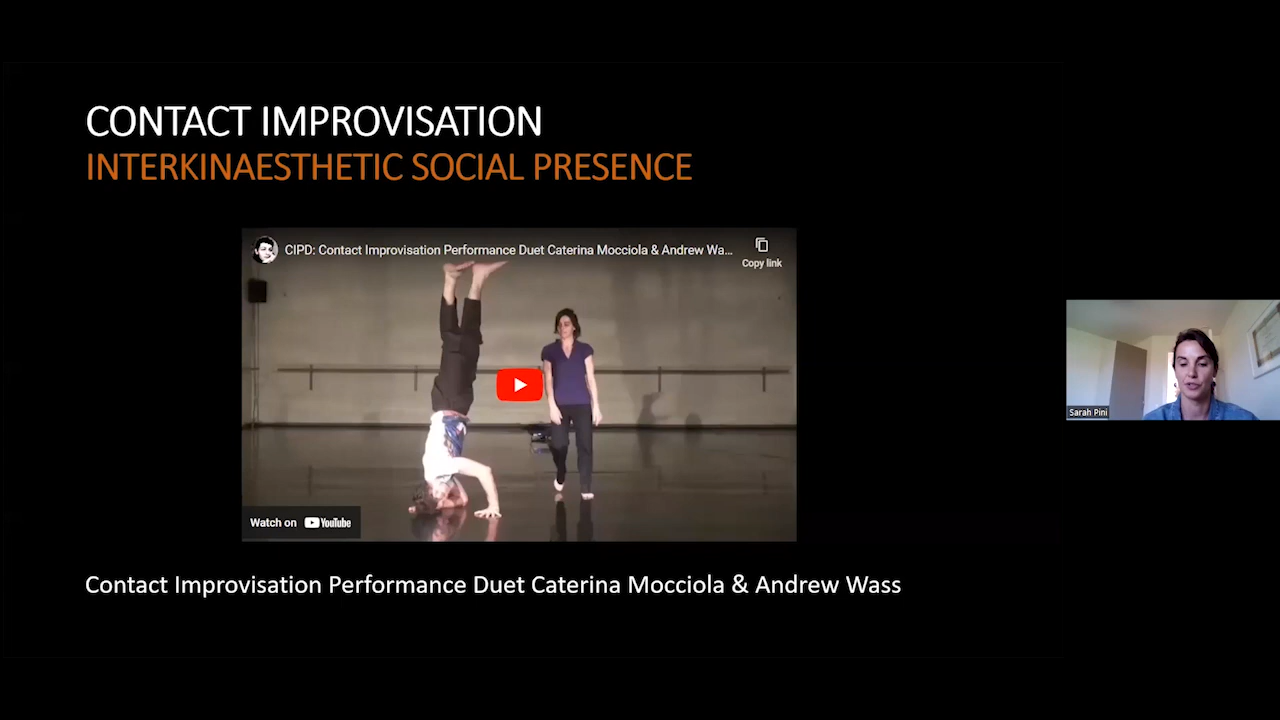 CONTACT IMPROVISATION
INTERKINAESTHETIC SOCIAL PRESENCE
CIPD: Contact Improvisation Performance Duet Caterina Mocciola & Andrew Wa...
Copy link
Watch on YouTube
Contact Improvisation Performance Duet Caterina Mocciola & Andrew Wass
Sarah Pini